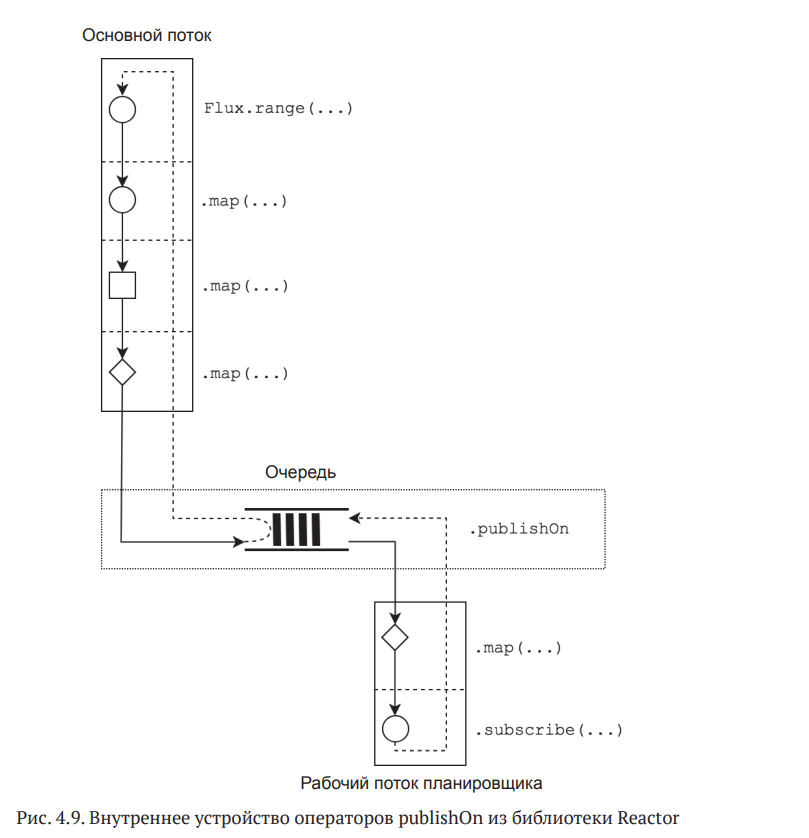 Основной поток
Flux.range(...)
.map(...)
.map(...)
.map(...)
Очередь
.publishOn
.map(...)
.subscribe(...)
Рабочий поток планировщика
Рис. 4.9. Внутреннее устройство операторов publishOn из библиотеки Reactor